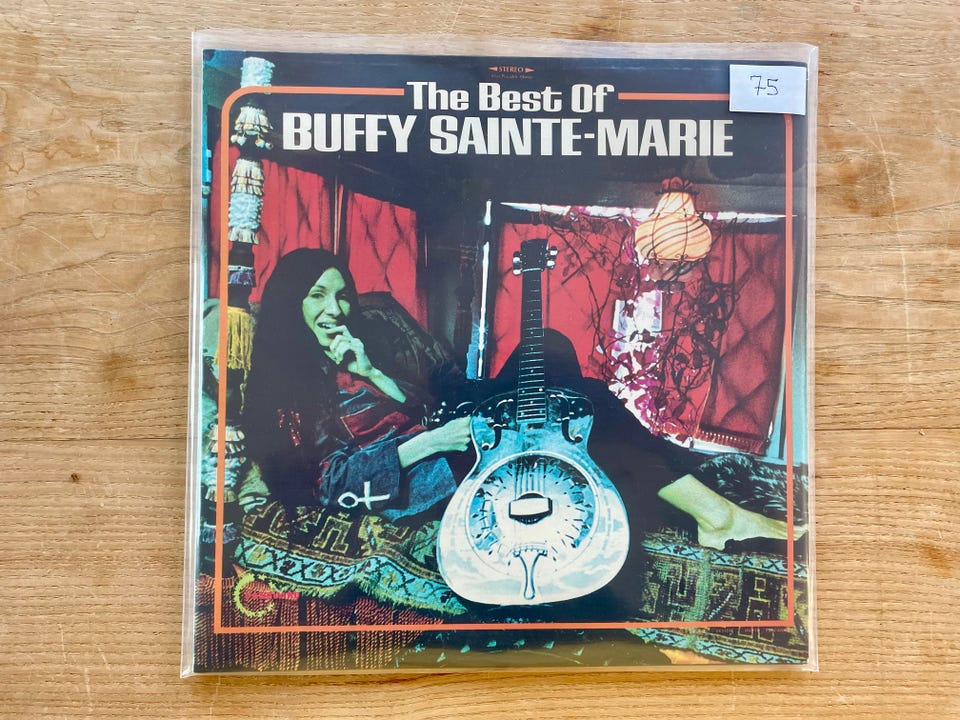 STEREO
75
The Best Of
BUFFY SAINTE-MARIE